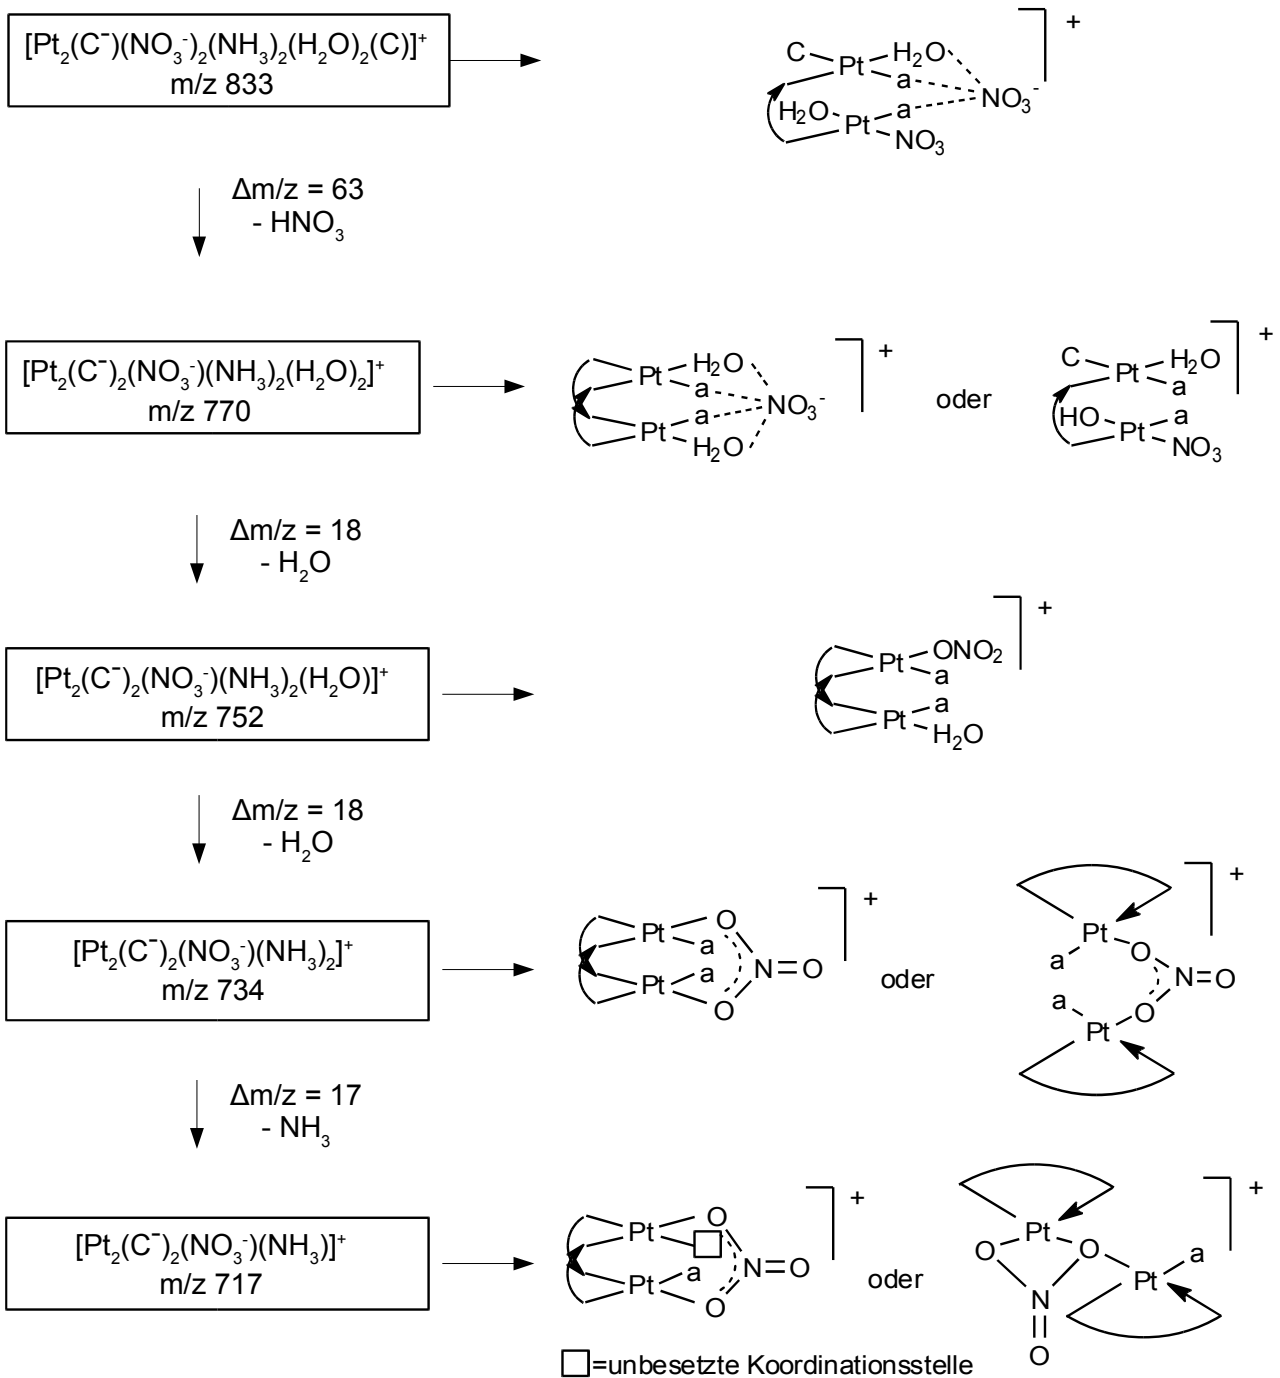 [Pt₂(C⁻)(NO₃⁻)₂(NH₃)₂(H₂O)₂(C)]⁺
m/z 833
C Pt H₂O a ⁺
H₂O Pt a NO₃ NO₃⁻
Δm/z = 63
- HNO₃
[Pt₂(C⁻)₂(NO₃⁻)(NH₃)₂(H₂O)₂]⁺
m/z 770
Pt H₂O a NO₃⁻ ⁺
Pt a H₂O
oder
C Pt H₂O a ⁺
HO Pt a NO₃
Δm/z = 18
- H₂O
[Pt₂(C⁻)₂(NO₃⁻)(NH₃)₂(H₂O)]⁺
m/z 752
Pt ONO₂ a ⁺
Pt a H₂O
Δm/z = 18
- H₂O
[Pt₂(C⁻)₂(NO₃⁻)(NH₃)₂]⁺
m/z 734
Pt O a N=O ⁺
Pt a O
oder
Pt O a N=O ⁺
a Pt O
Δm/z = 17
- NH₃
[Pt₂(C⁻)₂(NO₃⁻)(NH₃)]⁺
m/z 717
Pt O N=O ⁺
Pt a O
oder
Pt O O Pt a ⁺
N
O
□=unbesetzte Koordinationsstelle